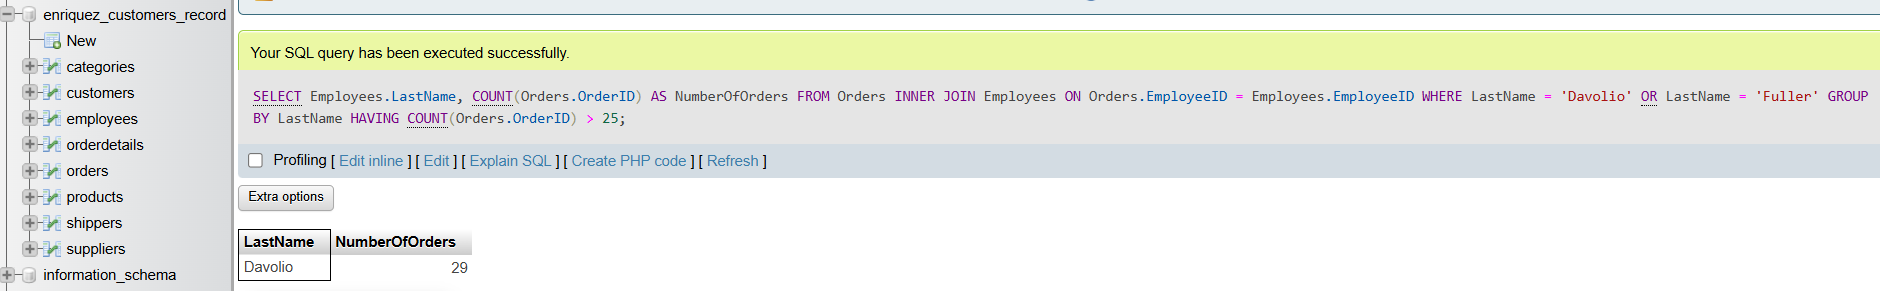 enriquez_customers_record
New
categories
customers
employees
orderdetails
orders
products
shippers
suppliers
information_schema
Your SQL query has been executed successfully.
SELECT Employees.LastName, COUNT(Orders.OrderID) AS NumberOfOrders FROM Orders INNER JOIN Employees ON Orders.EmployeeID = Employees.EmployeeID WHERE LastName = 'Davolio' OR LastName = 'Fuller' GROUP
BY LastName HAVING COUNT(Orders.OrderID) > 25;
Profiling [ Edit inline ] [ Edit ] [ Explain SQL ] [ Create PHP code ] [ Refresh ]
Extra options
LastName NumberOfOrders
Davolio 29